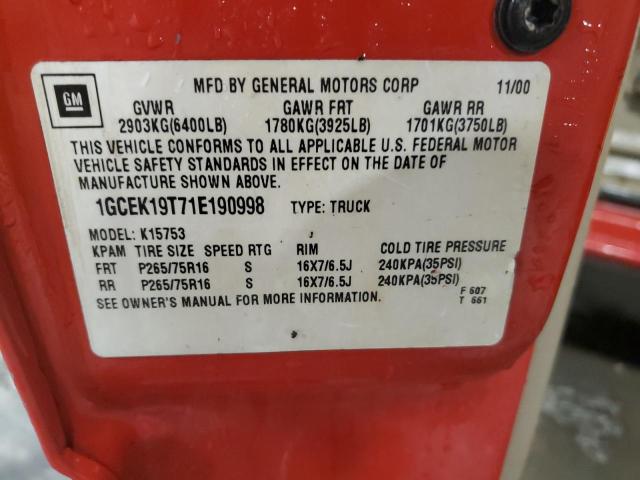 GM
MFD BY GENERAL MOTORS CORP 11/00
GVWR GAWR FRT GAWR RR
2903KG(6400LB) 1780KG(3925LB) 1701KG(3750LB)
THIS VEHICLE CONFORMS TO ALL APPLICABLE U.S. FEDERAL MOTOR
VEHICLE SAFETY STANDARDS IN EFFECT ON THE DATE OF
MANUFACTURE SHOWN ABOVE.
1GCEK19T71E190998 TYPE: TRUCK
MODEL: K15753 J
KPAM TIRE SIZE SPEED RTG RIM COLD TIRE PRESSURE
FRT P265/75R16 S 16X7/6.5J 240KPA(35PSI)
RR P265/75R16 S 16X7/6.5J 240KPA(35PSI)
SEE OWNER'S MANUAL FOR MORE INFORMATION.
F 607
T 661